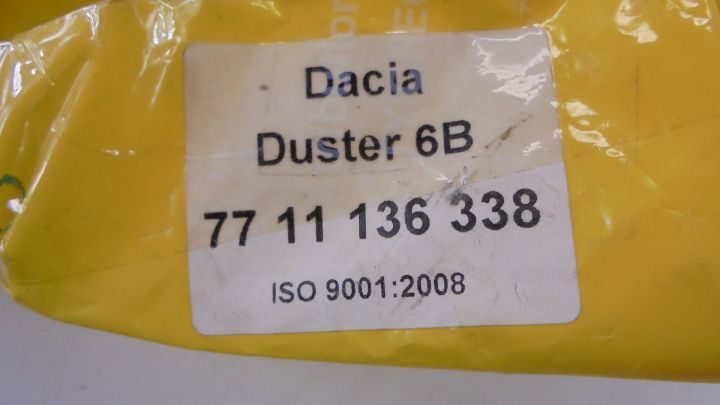 Dacia
Duster 6B
77 11 136 338
ISO 9001:2008